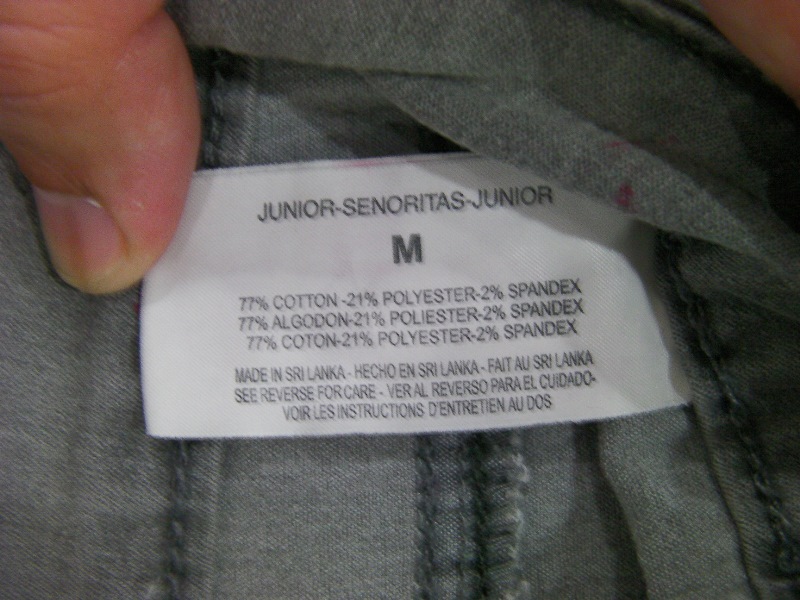 JUNIOR-SENORITAS-JUNIOR
M
77% COTTON -21% POLYESTER-2% SPANDEX
77% ALGODON-21% POLIESTER-2% SPANDEX
77% COTON-21% POLYESTER-2% SPANDEX
MADE IN SRI LANKA - HECHO EN SRI LANKA - FAIT AU SRI LANKA
SEE REVERSE FOR CARE - VER AL REVERSO PARA EL CUIDADO-
VOIR LES INSTRUCTIONS D'ENTRETIEN AU DOS